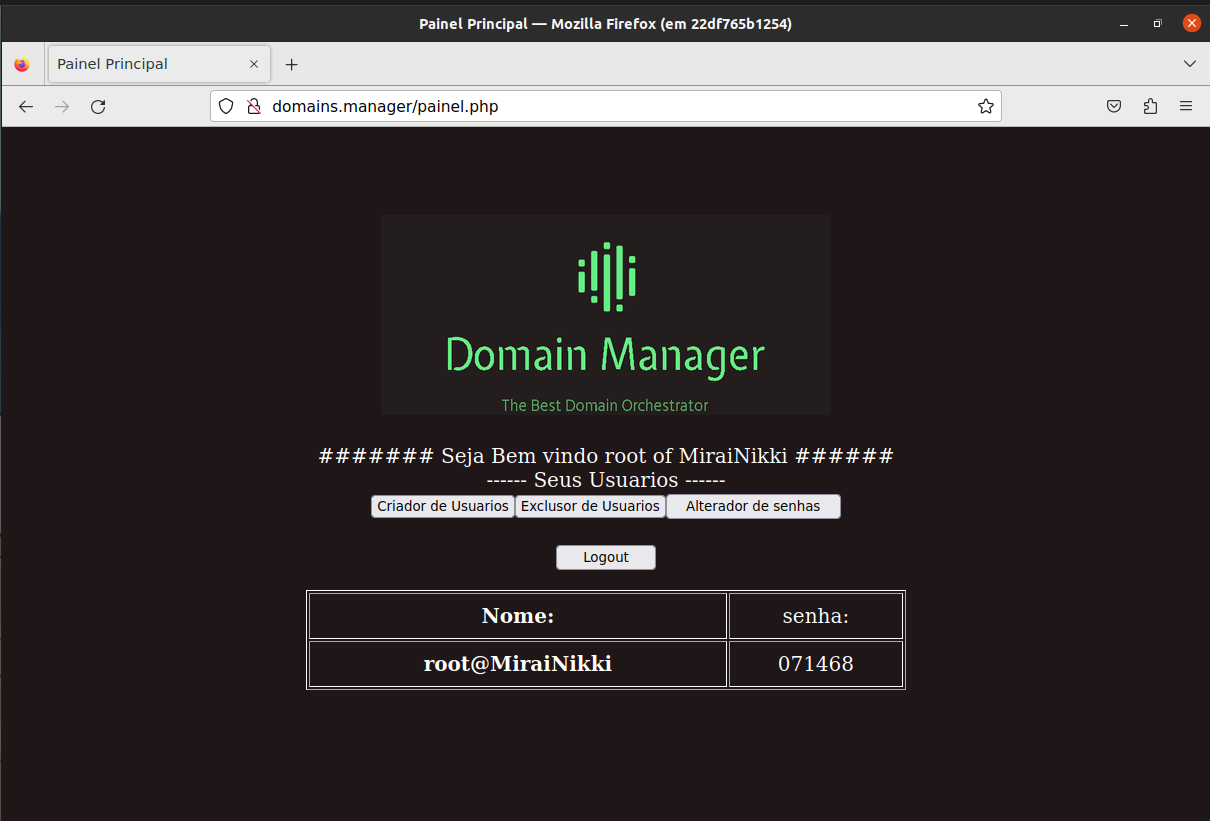 Painel Principal — Mozilla Firefox (em 22df765b1254)
Painel Principal
domains.manager/painel.php
Domain Manager
The Best Domain Orchestrator
####### Seja Bem vindo root of MiraiNikki ######
------ Seus Usuarios ------
Criador de Usuarios Exclusor de Usuarios Alterador de senhas
Logout
Nome: senha:
root@MiraiNikki 071468